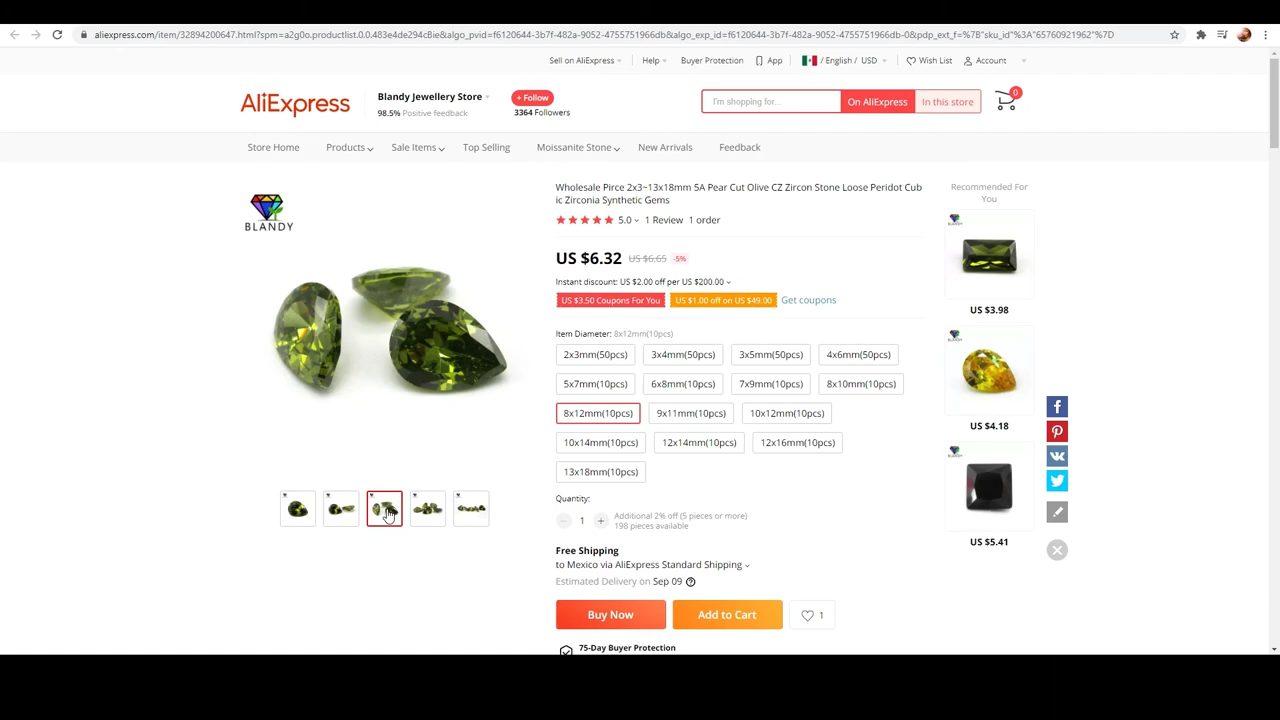 aliexpress.com/item/32894200647.html?spm=a2g0o.productlist.0.0.483e4de294cBie&algo_pvid=f6120644-3b7f-482a-9052-4755751966db&algo_exp_id=f6120644-3b7f-482a-9052-4755751966db-0&pdp_ext_f=%7B"sku_id"%3A"65760921962"%7D
Sell on AliExpress
Help
Buyer Protection
App
/ English / USD
Wish List
Account
AliExpress
Blandy Jewellery Store
98.5% Positive feedback
+ Follow
3364 Followers
I'm shopping for...
On AliExpress
In this store
0
Store Home
Products
Sale Items
Top Selling
Moissanite Stone
New Arrivals
Feedback
BLANDY
Wholesale Pirce 2x3~13x18mm 5A Pear Cut Olive CZ Zircon Stone Loose Peridot Cub
ic Zirconia Synthetic Gems
5.0 1 Review 1 order
US $6.32 US $6.65 -5%
Instant discount: US $2.00 off per US $200.00
US $3.50 Coupons For You
US $1.00 off on US $49.00
Get coupons
Item Diameter: 8x12mm(10pcs)
2x3mm(50pcs)
3x4mm(50pcs)
3x5mm(50pcs)
4x6mm(50pcs)
5x7mm(10pcs)
6x8mm(10pcs)
7x9mm(10pcs)
8x10mm(10pcs)
8x12mm(10pcs)
9x11mm(10pcs)
10x12mm(10pcs)
10x14mm(10pcs)
12x14mm(10pcs)
12x16mm(10pcs)
13x18mm(10pcs)
Quantity:
1
Additional 2% off (5 pieces or more)
198 pieces available
Free Shipping
to Mexico via AliExpress Standard Shipping
Estimated Delivery on Sep 09
Buy Now
Add to Cart
1
75-Day Buyer Protection
Recommended For
You
US $3.98
US $4.18
US $5.41